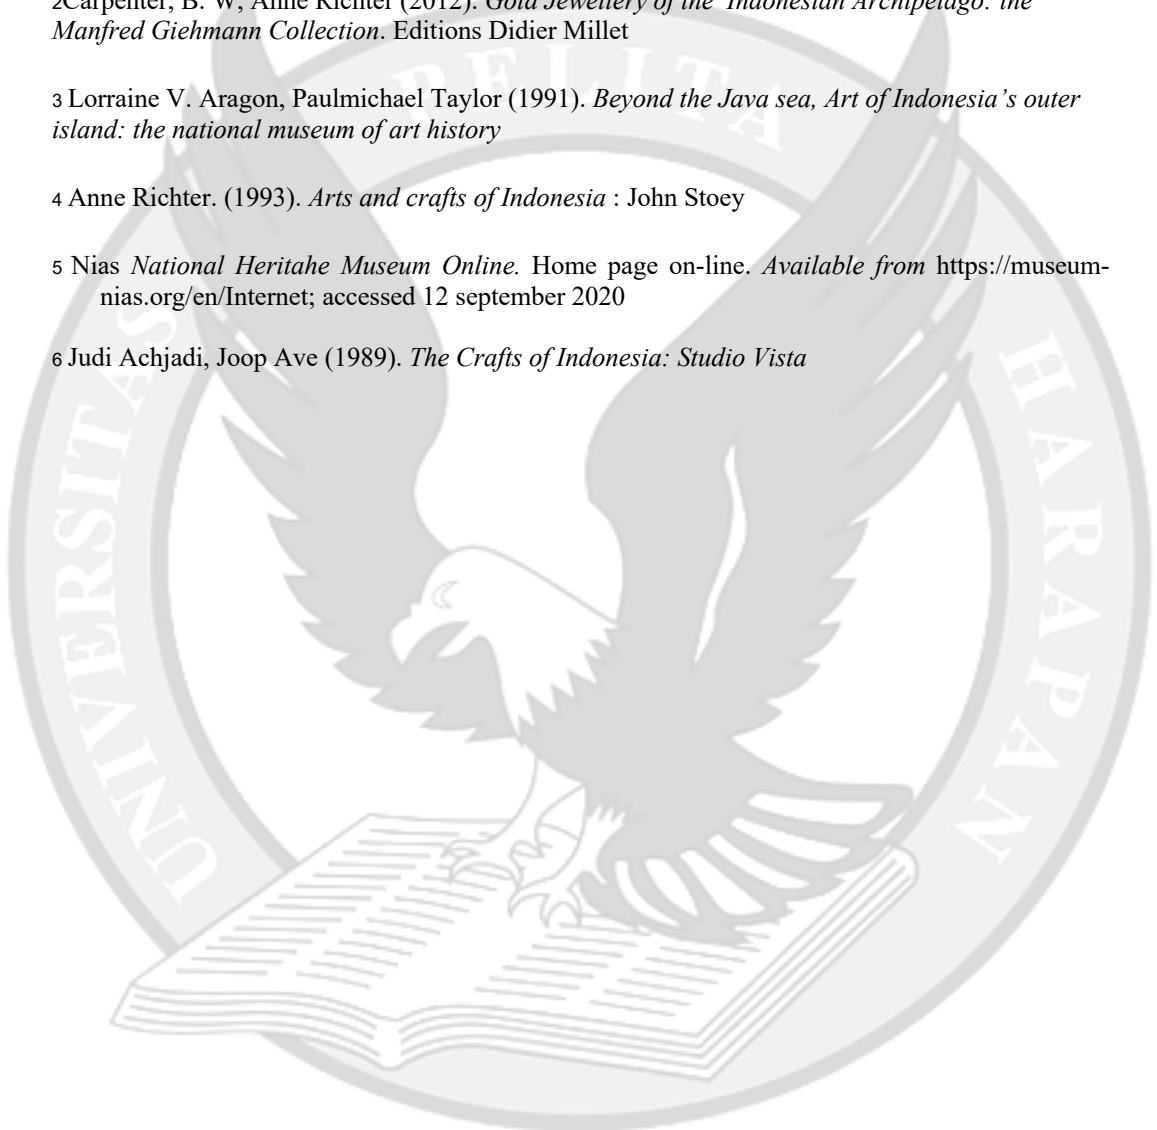 2Carpenter, B. W, Anne Richter (2012). Gold Jewellery of the Indonesian Archipelago: the
Manfred Giehmann Collection. Editions Didier Millet
3 Lorraine V. Aragon, Paulmichael Taylor (1991). Beyond the Java sea, Art of Indonesia’s outer
island: the national museum of art history
4 Anne Richter. (1993). Arts and crafts of Indonesia : John Stoey
5 Nias National Heritahe Museum Online. Home page on-line. Available from https://museum-
nias.org/en/Internet; accessed 12 september 2020
6 Judi Achjadi, Joop Ave (1989). The Crafts of Indonesia: Studio Vista
UNIVERSITAS PELITA HARAPAN